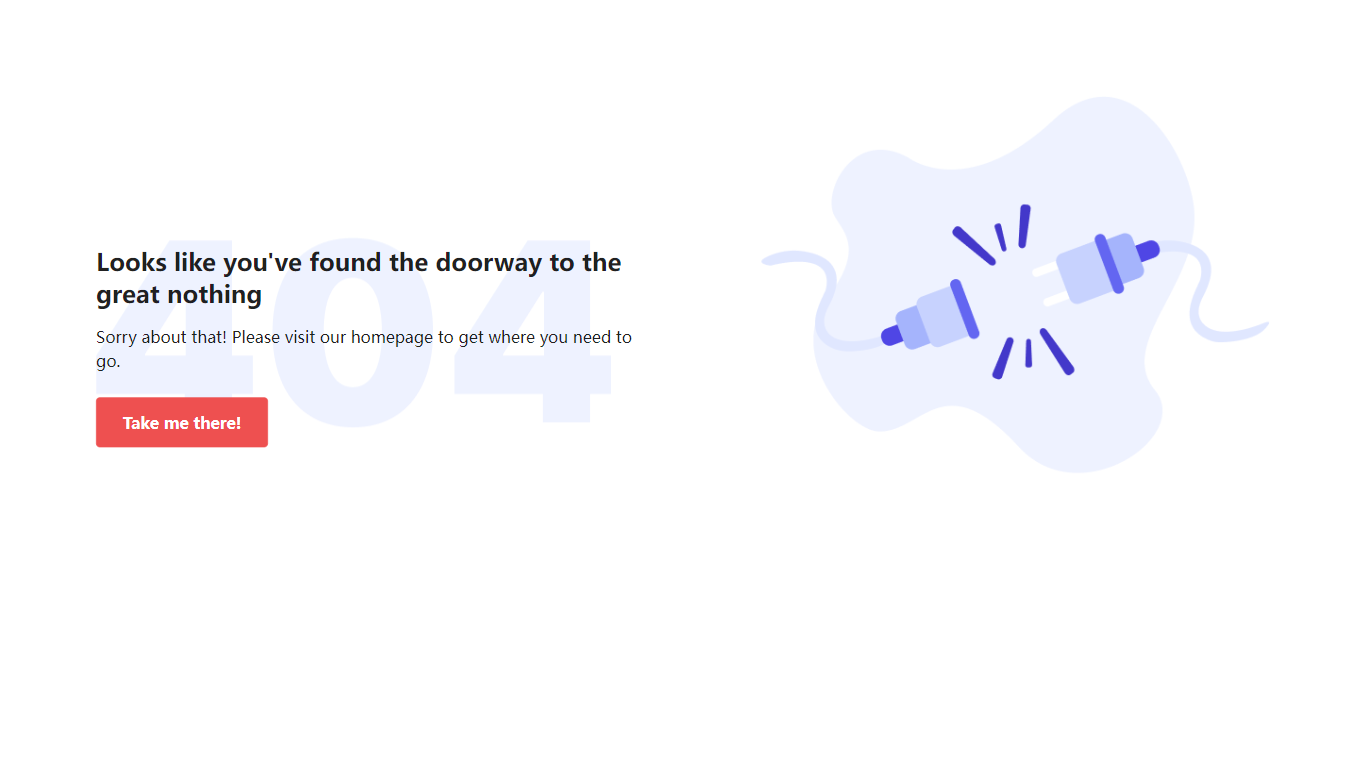 404
Looks like you've found the doorway to the
great nothing
Sorry about that! Please visit our homepage to get where you need to
go.
Take me there!